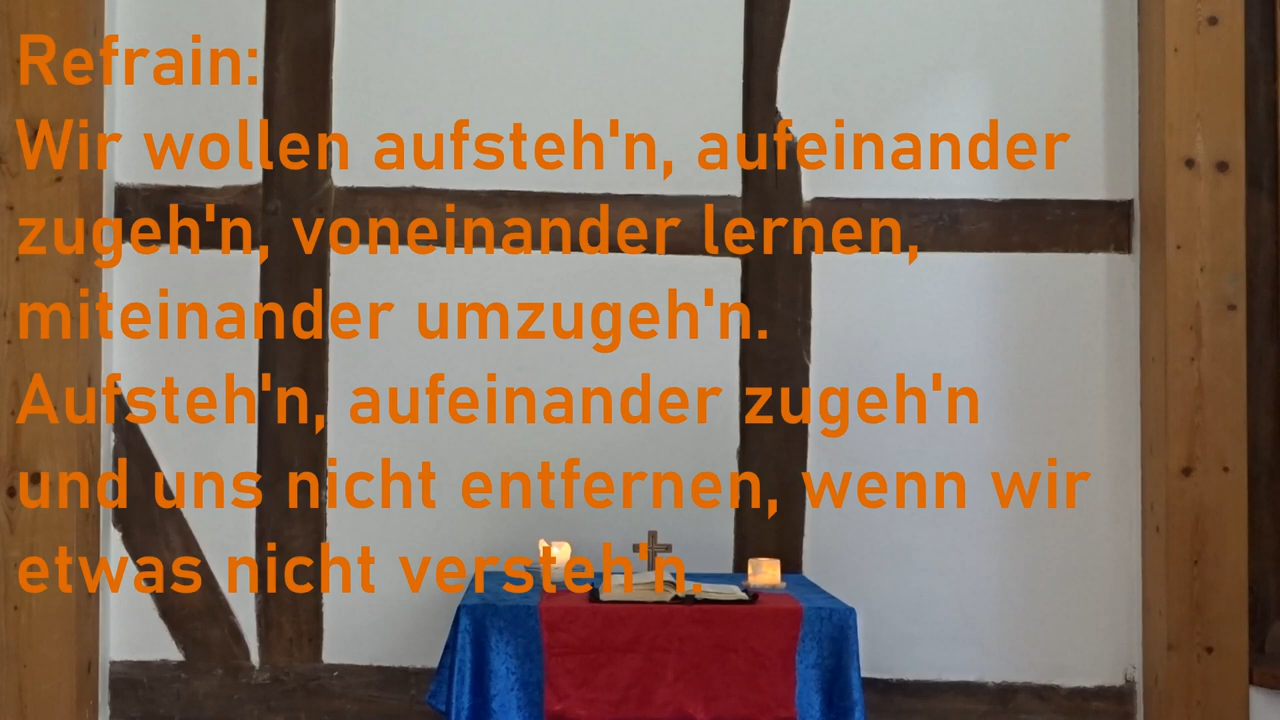 Refrain:
Wir wollen aufsteh'n, aufeinander
zugeh'n, voneinander lernen,
miteinander umzugeh'n.
Aufsteh'n, aufeinander zugeh'n
und uns nicht entfernen, wenn wir
etwas nicht versteh'n.